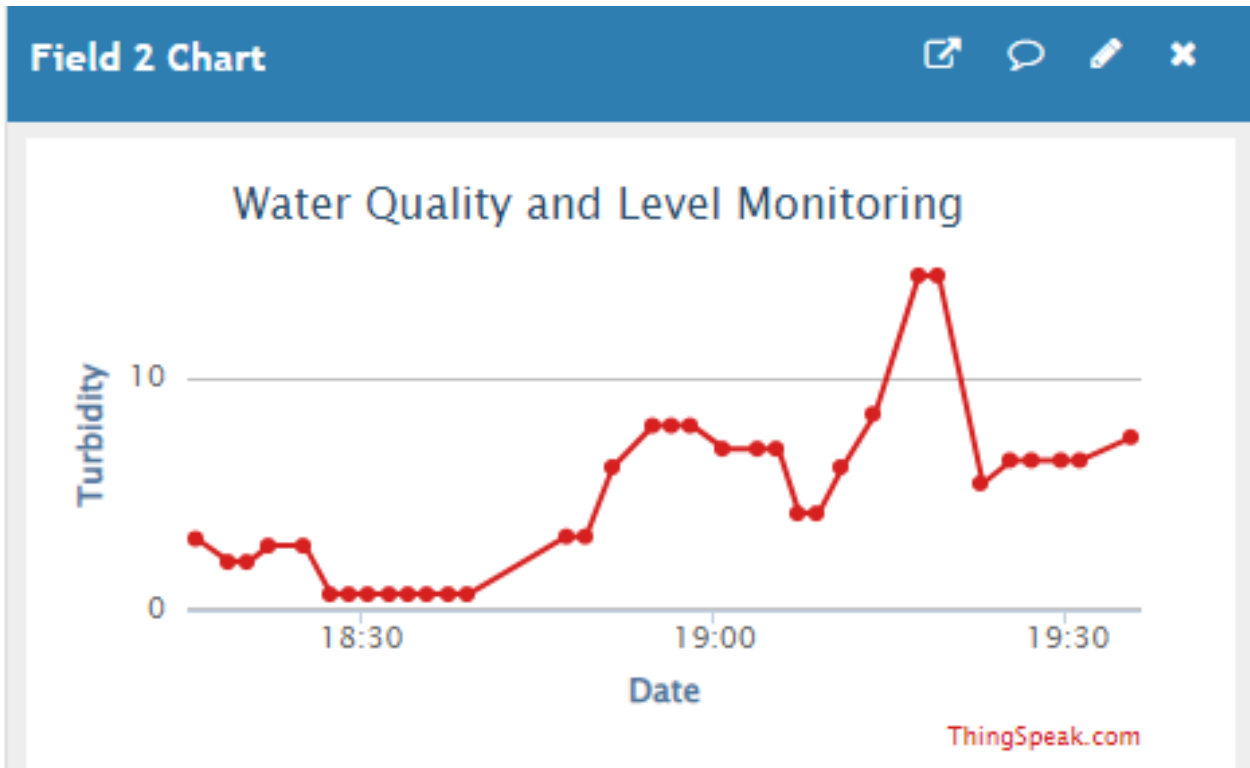 Field 2 Chart
Water Quality and Level Monitoring
Turbidity
10
0
18:30 19:00 19:30
Date
ThingSpeak.com